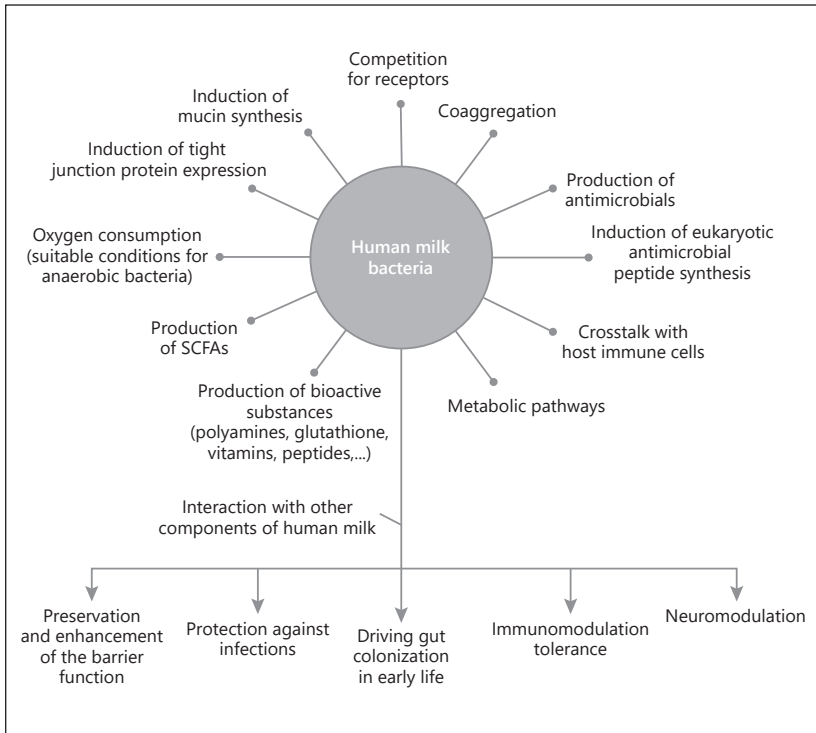 Competition
for receptors
Induction of
mucin synthesis
Coaggregation
Induction of tight
junction protein expression
Production of
antimicrobials
Oxygen consumption
(suitable conditions for
anaerobic bacteria)
Human milk
bacteria
Induction of eukaryotic
antimicrobial
peptide synthesis
Production
of SCFAs
Crosstalk with
host immune cells
Production of bioactive
substances
(polyamines, glutathione,
vitamins, peptides,...)
Metabolic pathways
Interaction with other
components of human milk
Preservation
and enhancement
of the barrier
function
Protection against
infections
Driving gut
colonization
in early life
Immunomodulation
tolerance
Neuromodulation